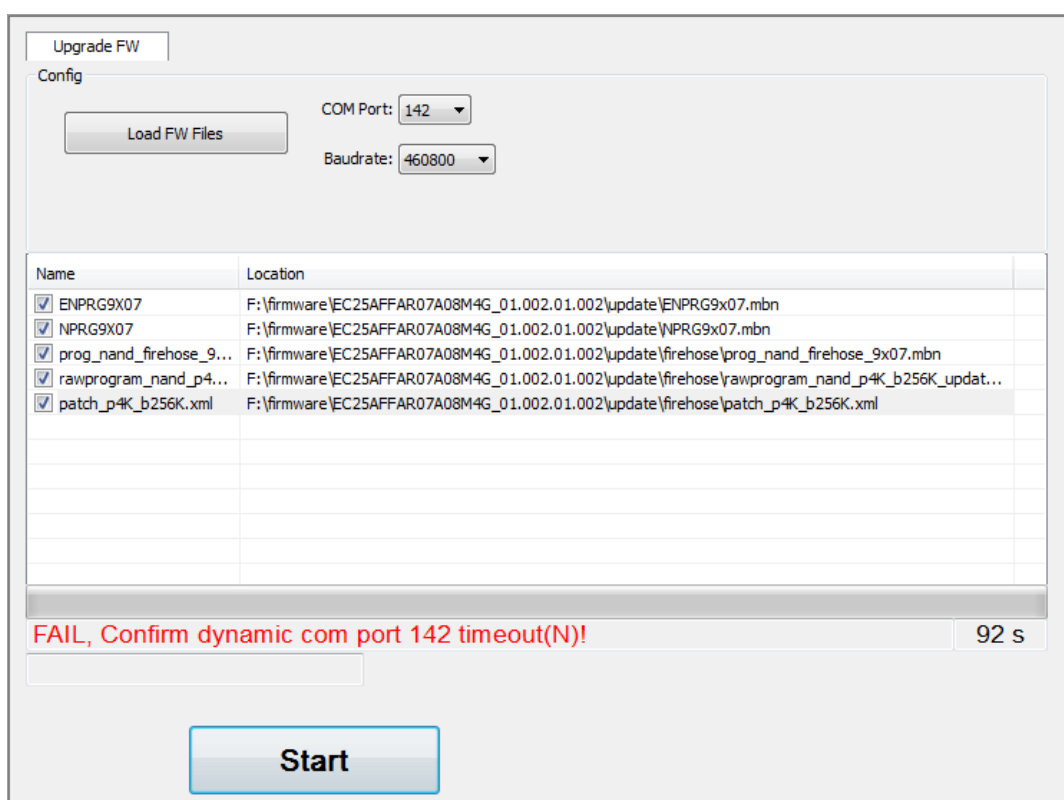 Upgrade FW
Config
Load FW Files
COM Port: 142
Baudrate: 460800
Name Location
ENPRG9X07 F:\firmware\EC25AFFAR07A08M4G_01.002.01.002\update\ENPRG9x07.mbn
NPRG9X07 F:\firmware\EC25AFFAR07A08M4G_01.002.01.002\update\NPRG9x07.mbn
prog_nand_firehose_9... F:\firmware\EC25AFFAR07A08M4G_01.002.01.002\update\firehose\prog_nand_firehose_9x07.mbn
rawprogram_nand_p4... F:\firmware\EC25AFFAR07A08M4G_01.002.01.002\update\firehose\rawprogram_nand_p4K_b256K_updat...
patch_p4K_b256K.xml F:\firmware\EC25AFFAR07A08M4G_01.002.01.002\update\firehose\patch_p4K_b256K.xml
FAIL, Confirm dynamic com port 142 timeout(N)! 92 s
Start